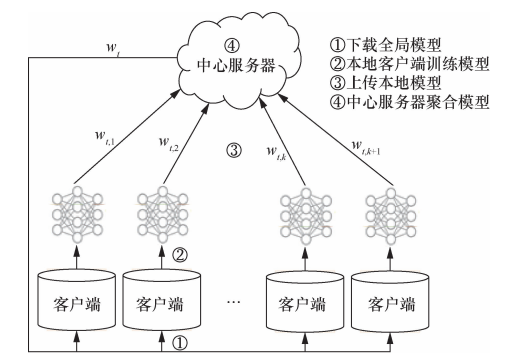 ④
中心服务器
w_t
①下载全局模型
②本地客户端训练模型
③上传本地模型
④中心服务器聚合模型
w_{t,1}
w_{t,2}
③
w_{t,k}
w_{t,k+1}
②
客户端
客户端
...
客户端
客户端
①